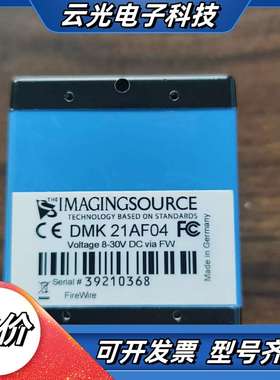 云光电子科技
THE IMAGINGSOURCE
TECHNOLOGY BASED ON STANDARDS
CE DMK 21AF04 FC
Voltage 8-30V DC via FW
Made in Germany
Serial # 39210368
FireWire
价
可开发票 型号齐